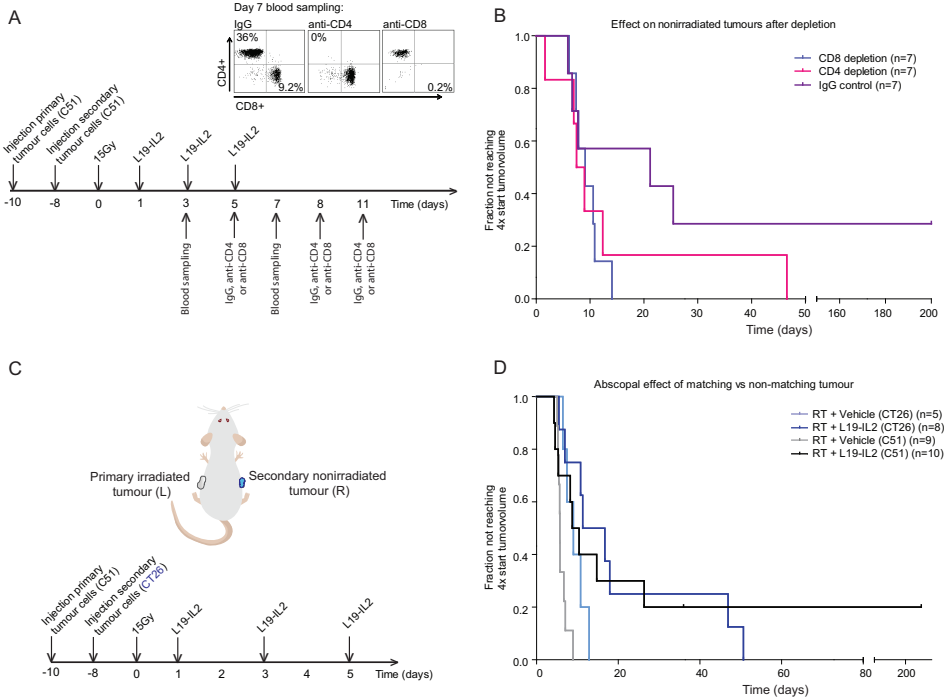 A
Day 7 blood sampling:
IgG
anti-CD4
anti-CD8
36%
0%
9.2%
0.2%
CD4+
CD8+
Injection primary
tumour cells (C51)
Injection secondary
tumour cells (C51)
15Gy
L19-IL2
L19-IL2
L19-IL2
-10
-8
0
1
3
5
7
8
11
Time (days)
Blood sampling
IgG, anti-CD4
or anti-CD8
Blood sampling
IgG, anti-CD4
or anti-CD8
IgG, anti-CD4
or anti-CD8
B
Effect on nonirradiated tumours after depletion
CD8 depletion (n=7)
CD4 depletion (n=7)
IgG control (n=7)
Fraction not reaching
4x start tumorvolume
1.0
0.8
0.6
0.4
0.2
0.0
0
10
20
30
40
50
160
180
200
Time (days)
C
Primary irradiated
tumour (L)
Secondary nonirradiated
tumour (R)
Injection primary
tumour cells (C51)
Injection secondary
tumour cells (CT26)
15Gy
L19-IL2
L19-IL2
L19-IL2
-10
-8
0
1
2
3
4
5
Time (days)
D
Abscopal effect of matching vs non-matching tumour
RT + Vehicle (CT26) (n=5)
RT + L19-IL2 (CT26) (n=8)
RT + Vehicle (C51) (n=9)
RT + L19-IL2 (C51) (n=10)
Fraction not reaching
4x start tumorvolume
1.0
0.8
0.6
0.4
0.2
0.0
0
20
40
60
80
200
Time (days)